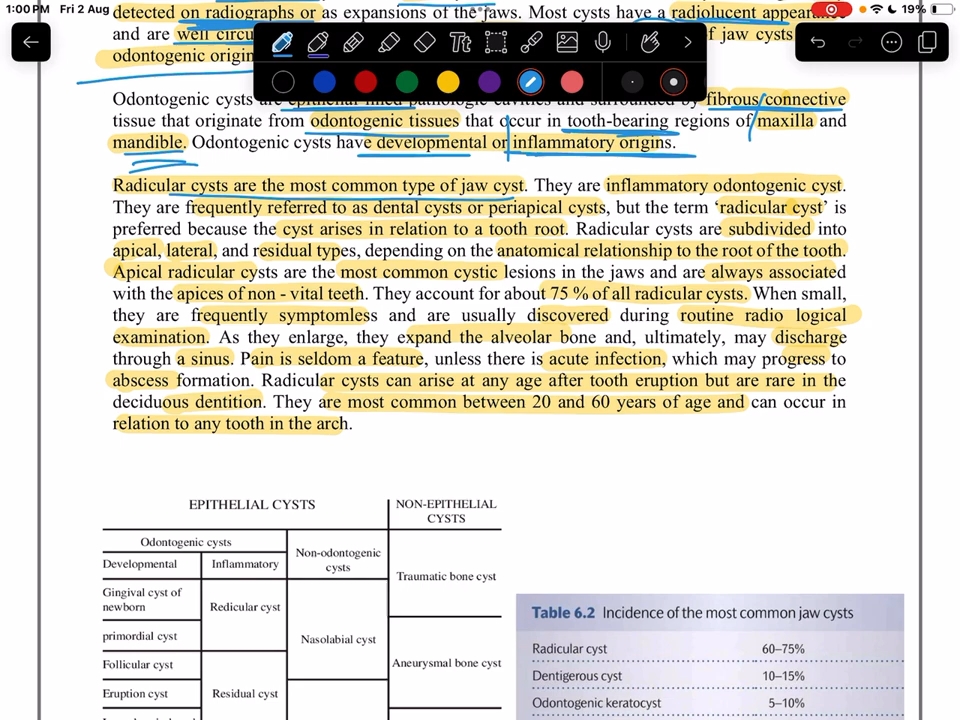 1:00 PM Fri 2 Aug
19%
detected on radiographs or as expansions of the jaws. Most cysts have a radiolucent appearance
and are well circu
f jaw cysts
odontogenic origin
Tt
Odontogenic cysts are epithelial-lined pathologic cavities and surrounded by fibrous/connective
tissue that originate from odontogenic tissues that occur in tooth-bearing regions of maxilla and
mandible. Odontogenic cysts have developmental or inflammatory origins.
Radicular cysts are the most common type of jaw cyst. They are inflammatory odontogenic cyst.
They are frequently referred to as dental cysts or periapical cysts, but the term ‘radicular cyst’ is
preferred because the cyst arises in relation to a tooth root. Radicular cysts are subdivided into
apical, lateral, and residual types, depending on the anatomical relationship to the root of the tooth.
Apical radicular cysts are the most common cystic lesions in the jaws and are always associated
with the apices of non - vital teeth. They account for about 75 % of all radicular cysts. When small,
they are frequently symptomless and are usually discovered during routine radio logical
examination. As they enlarge, they expand the alveolar bone and, ultimately, may discharge
through a sinus. Pain is seldom a feature, unless there is acute infection, which may progress to
abscess formation. Radicular cysts can arise at any age after tooth eruption but are rare in the
deciduous dentition. They are most common between 20 and 60 years of age and can occur in
relation to any tooth in the arch.
EPITHELIAL CYSTS
NON-EPITHELIAL
CYSTS
Odontogenic cysts
Non-odontogenic
cysts
Developmental
Inflammatory
Traumatic bone cyst
Gingival cyst of
newborn
Redicular cyst
primordial cyst
Nasolabial cyst
Follicular cyst
Aneurysmal bone cyst
Eruption cyst
Residual cyst
Table 6.2 Incidence of the most common jaw cysts
Radicular cyst 60–75%
Dentigerous cyst 10–15%
Odontogenic keratocyst 5–10%